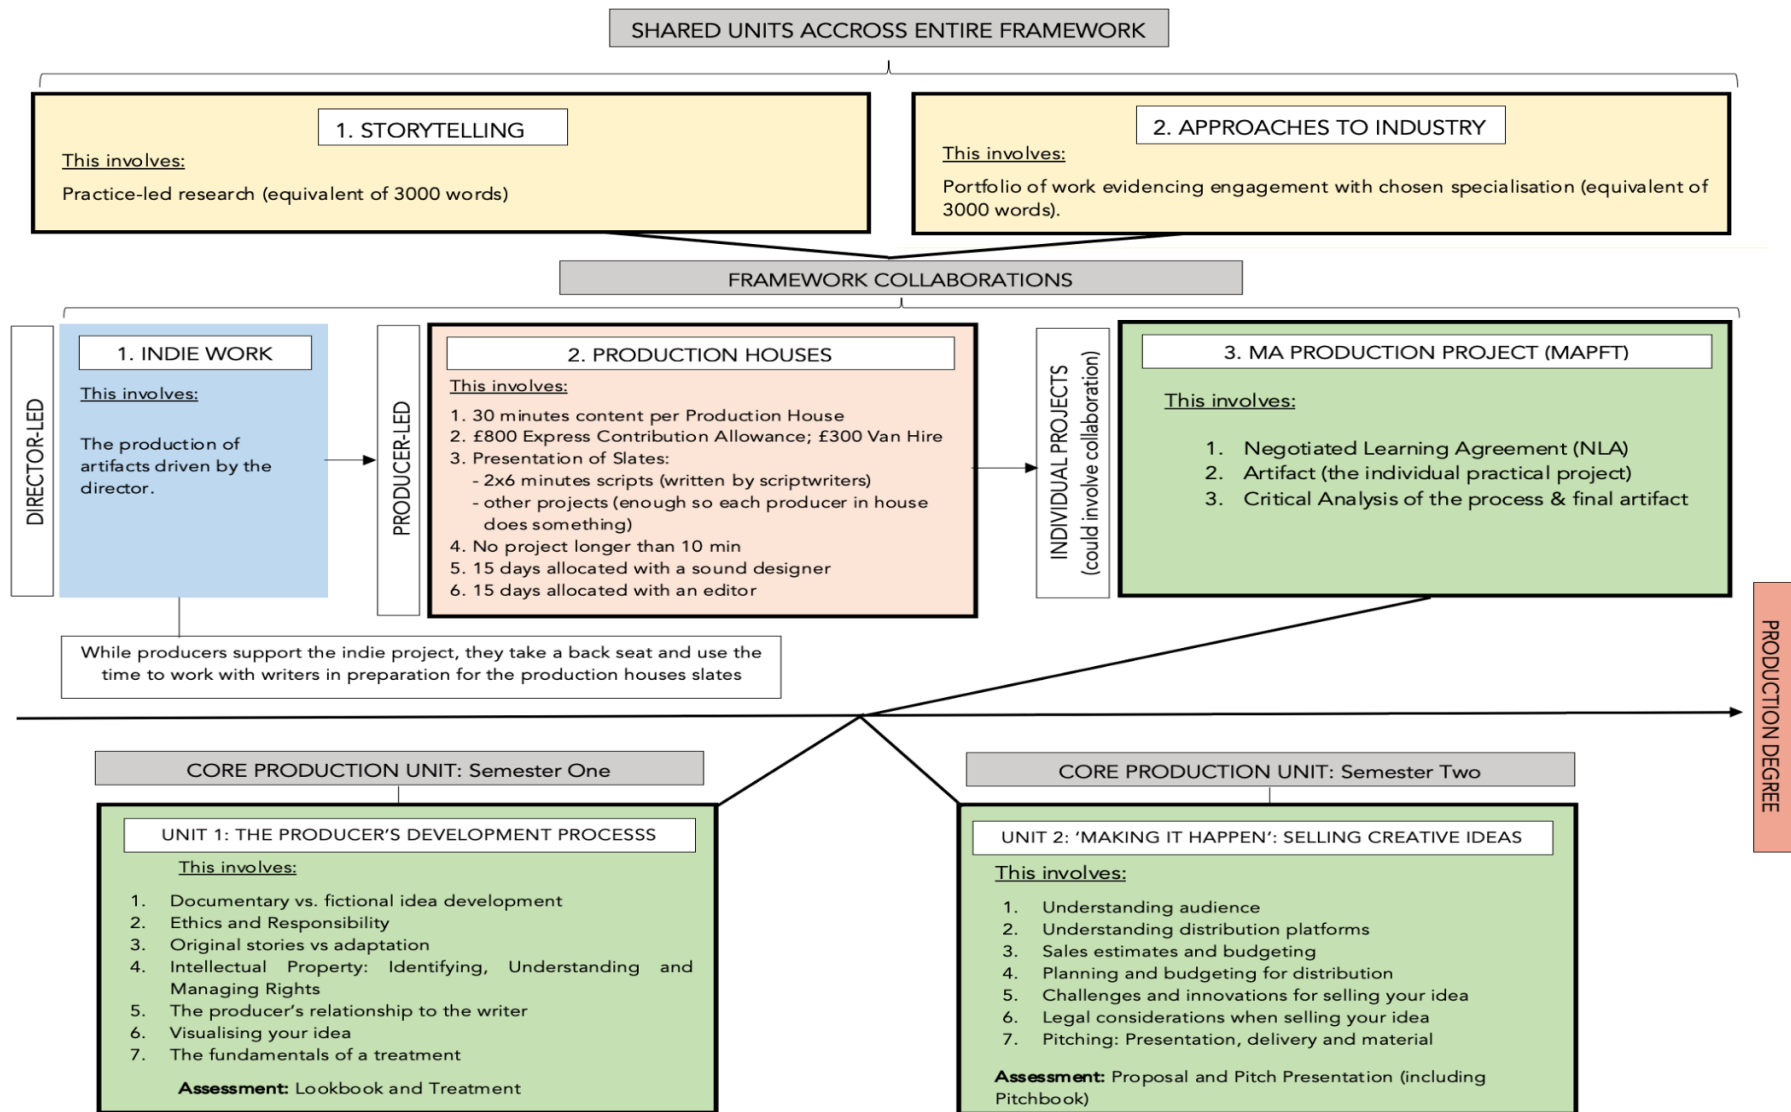 SHARED UNITS ACCROSS ENTIRE FRAMEWORK
1. STORYTELLING
This involves:
Practice-led research (equivalent of 3000 words)
2. APPROACHES TO INDUSTRY
This involves:
Portfolio of work evidencing engagement with chosen specialisation (equivalent of
3000 words).
FRAMEWORK COLLABORATIONS
DIRECTOR-LED
1. INDIE WORK
This involves:
The production of
artifacts driven by the
director.
PRODUCER-LED
2. PRODUCTION HOUSES
This involves:
1. 30 minutes content per Production House
2. £800 Express Contribution Allowance; £300 Van Hire
3. Presentation of Slates:
- 2x6 minutes scripts (written by scriptwriters)
- other projects (enough so each producer in house
does something)
4. No project longer than 10 min
5. 15 days allocated with a sound designer
6. 15 days allocated with an editor
INDIVIDUAL PROJECTS
(could involve collaboration)
3. MA PRODUCTION PROJECT (MAPFT)
This involves:
1. Negotiated Learning Agreement (NLA)
2. Artifact (the individual practical project)
3. Critical Analysis of the process & final artifact
While producers support the indie project, they take a back seat and use the
time to work with writers in preparation for the production houses slates
PRODUCTION DEGREE
CORE PRODUCTION UNIT: Semester One
UNIT 1: THE PRODUCER'S DEVELOPMENT PROCESSS
This involves:
1. Documentary vs. fictional idea development
2. Ethics and Responsibility
3. Original stories vs adaptation
4. Intellectual Property: Identifying, Understanding and
Managing Rights
5. The producer's relationship to the writer
6. Visualising your idea
7. The fundamentals of a treatment
Assessment: Lookbook and Treatment
CORE PRODUCTION UNIT: Semester Two
UNIT 2: 'MAKING IT HAPPEN': SELLING CREATIVE IDEAS
This involves:
1. Understanding audience
2. Understanding distribution platforms
3. Sales estimates and budgeting
4. Planning and budgeting for distribution
5. Challenges and innovations for selling your idea
6. Legal considerations when selling your idea
7. Pitching: Presentation, delivery and material
Assessment: Proposal and Pitch Presentation (including
Pitchbook)